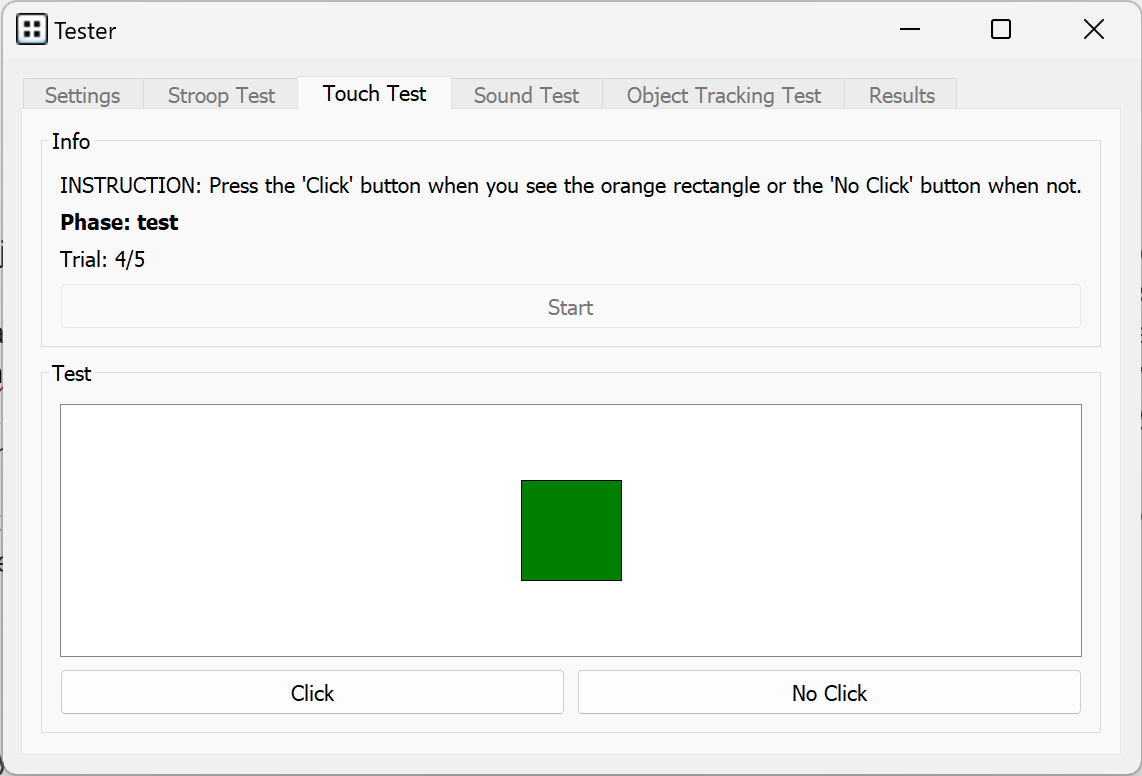 Tester
Settings Stroop Test Touch Test Sound Test Object Tracking Test Results
Info
INSTRUCTION: Press the 'Click' button when you see the orange rectangle or the 'No Click' button when not.
Phase: test
Trial: 4/5
Start
Test
Click No Click